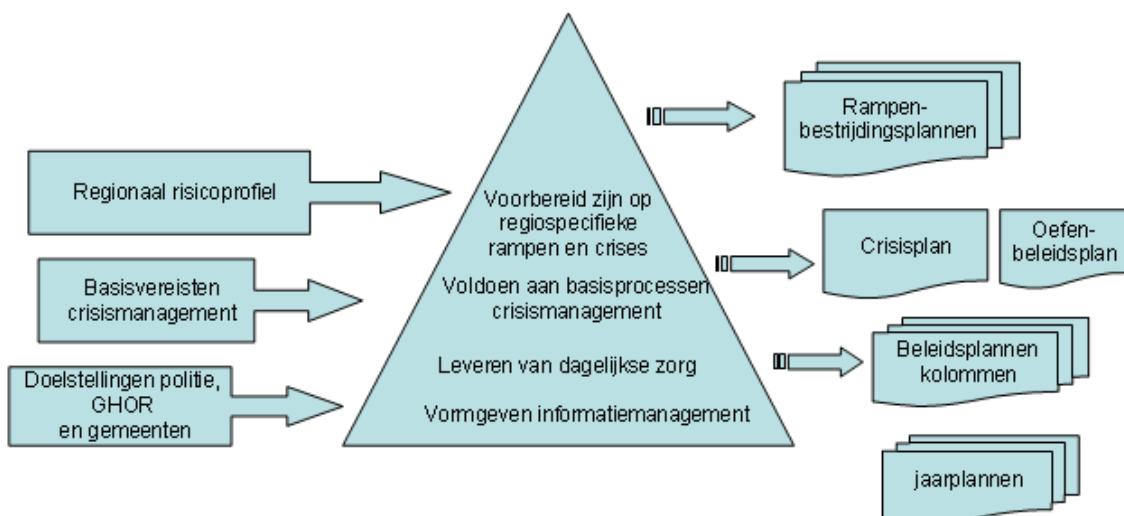 Regionaal risicoprofiel
Basisvereisten
crisismanagement
Doelstellingen politie,
GHOR
en gemeenten
Voorbereid zijn op
regiospecifieke
rampen en crises
Voldoen aan basisprocessen
crisismanagement
Leveren van dagelijkse zorg
Vormgeven informatiemanagement
Rampen-
bestrijdingsplannen
Crisisplan
Oefen-
beleidsplan
Beleidsplannen
kolommen
jaarplannen